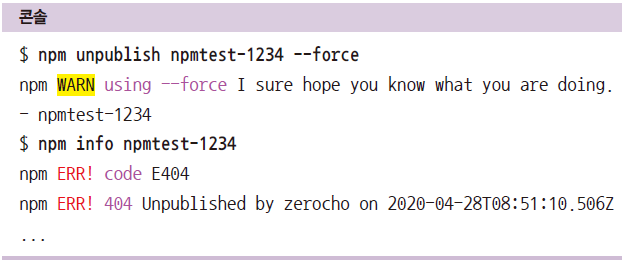 콘솔
$ npm unpublish npmtest-1234 --force
npm WARN using --force I sure hope you know what you are doing.
- npmtest-1234
$ npm info npmtest-1234
npm ERR! code E404
npm ERR! 404 Unpublished by zerocho on 2020-04-28T08:51:10.506Z
...